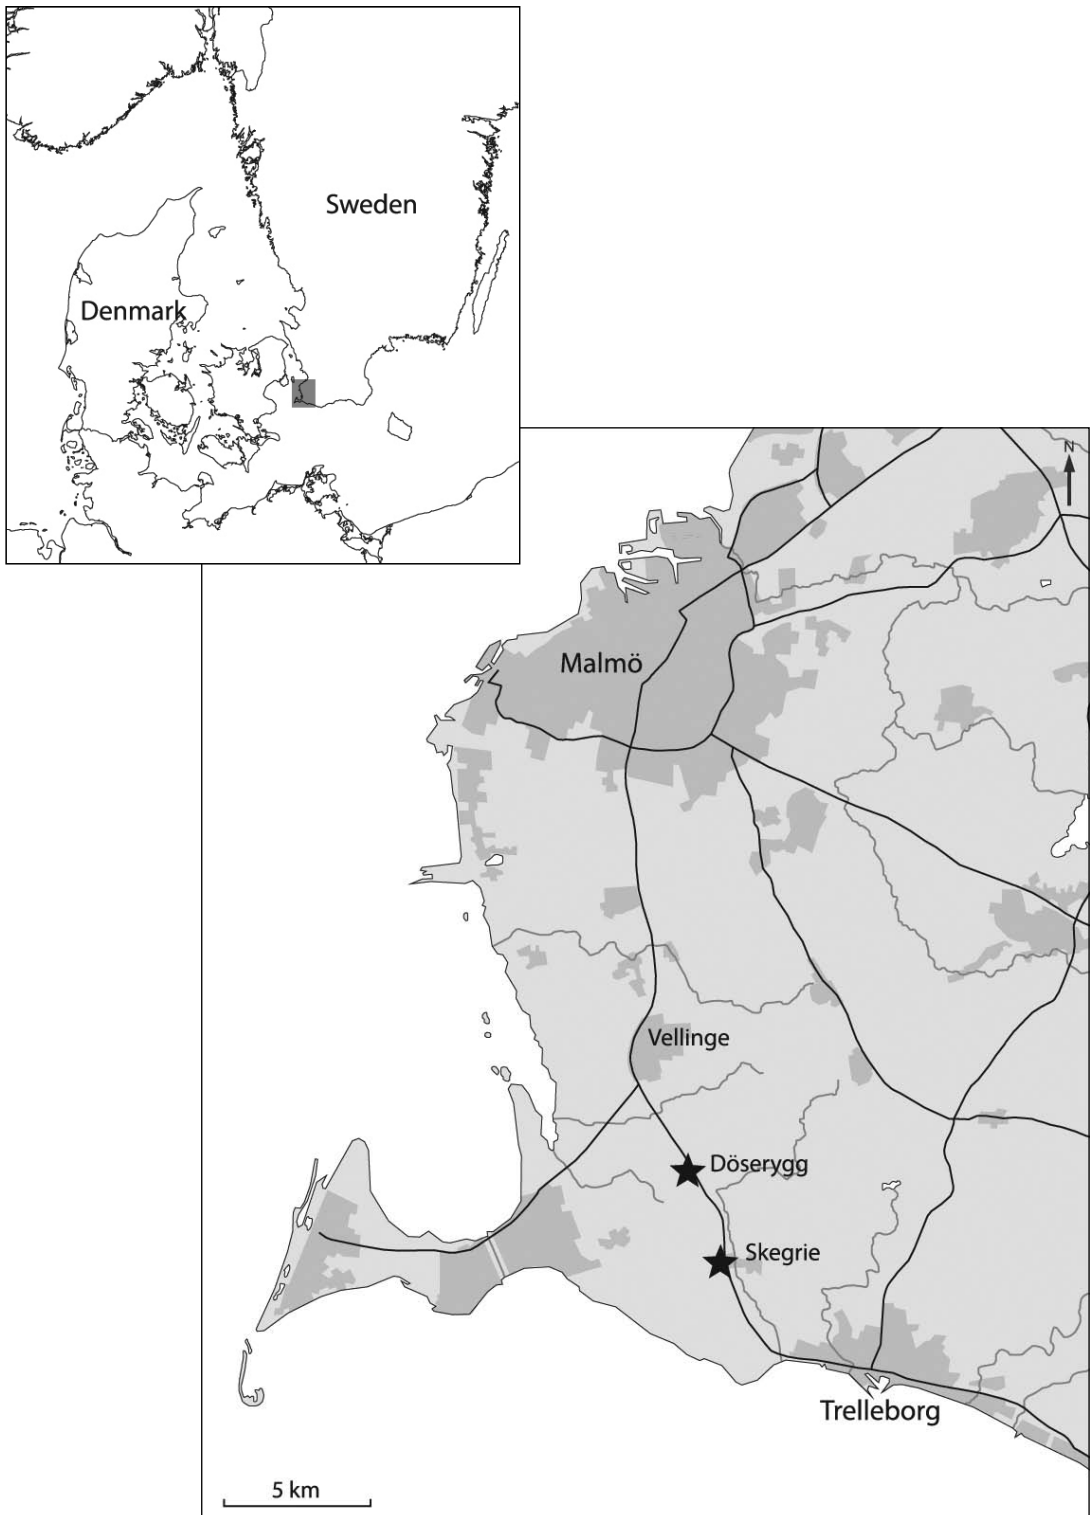 Sweden
Denmark
N
Malmö
Vellinge
Döserygg
Skegrie
Trelleborg
5 km